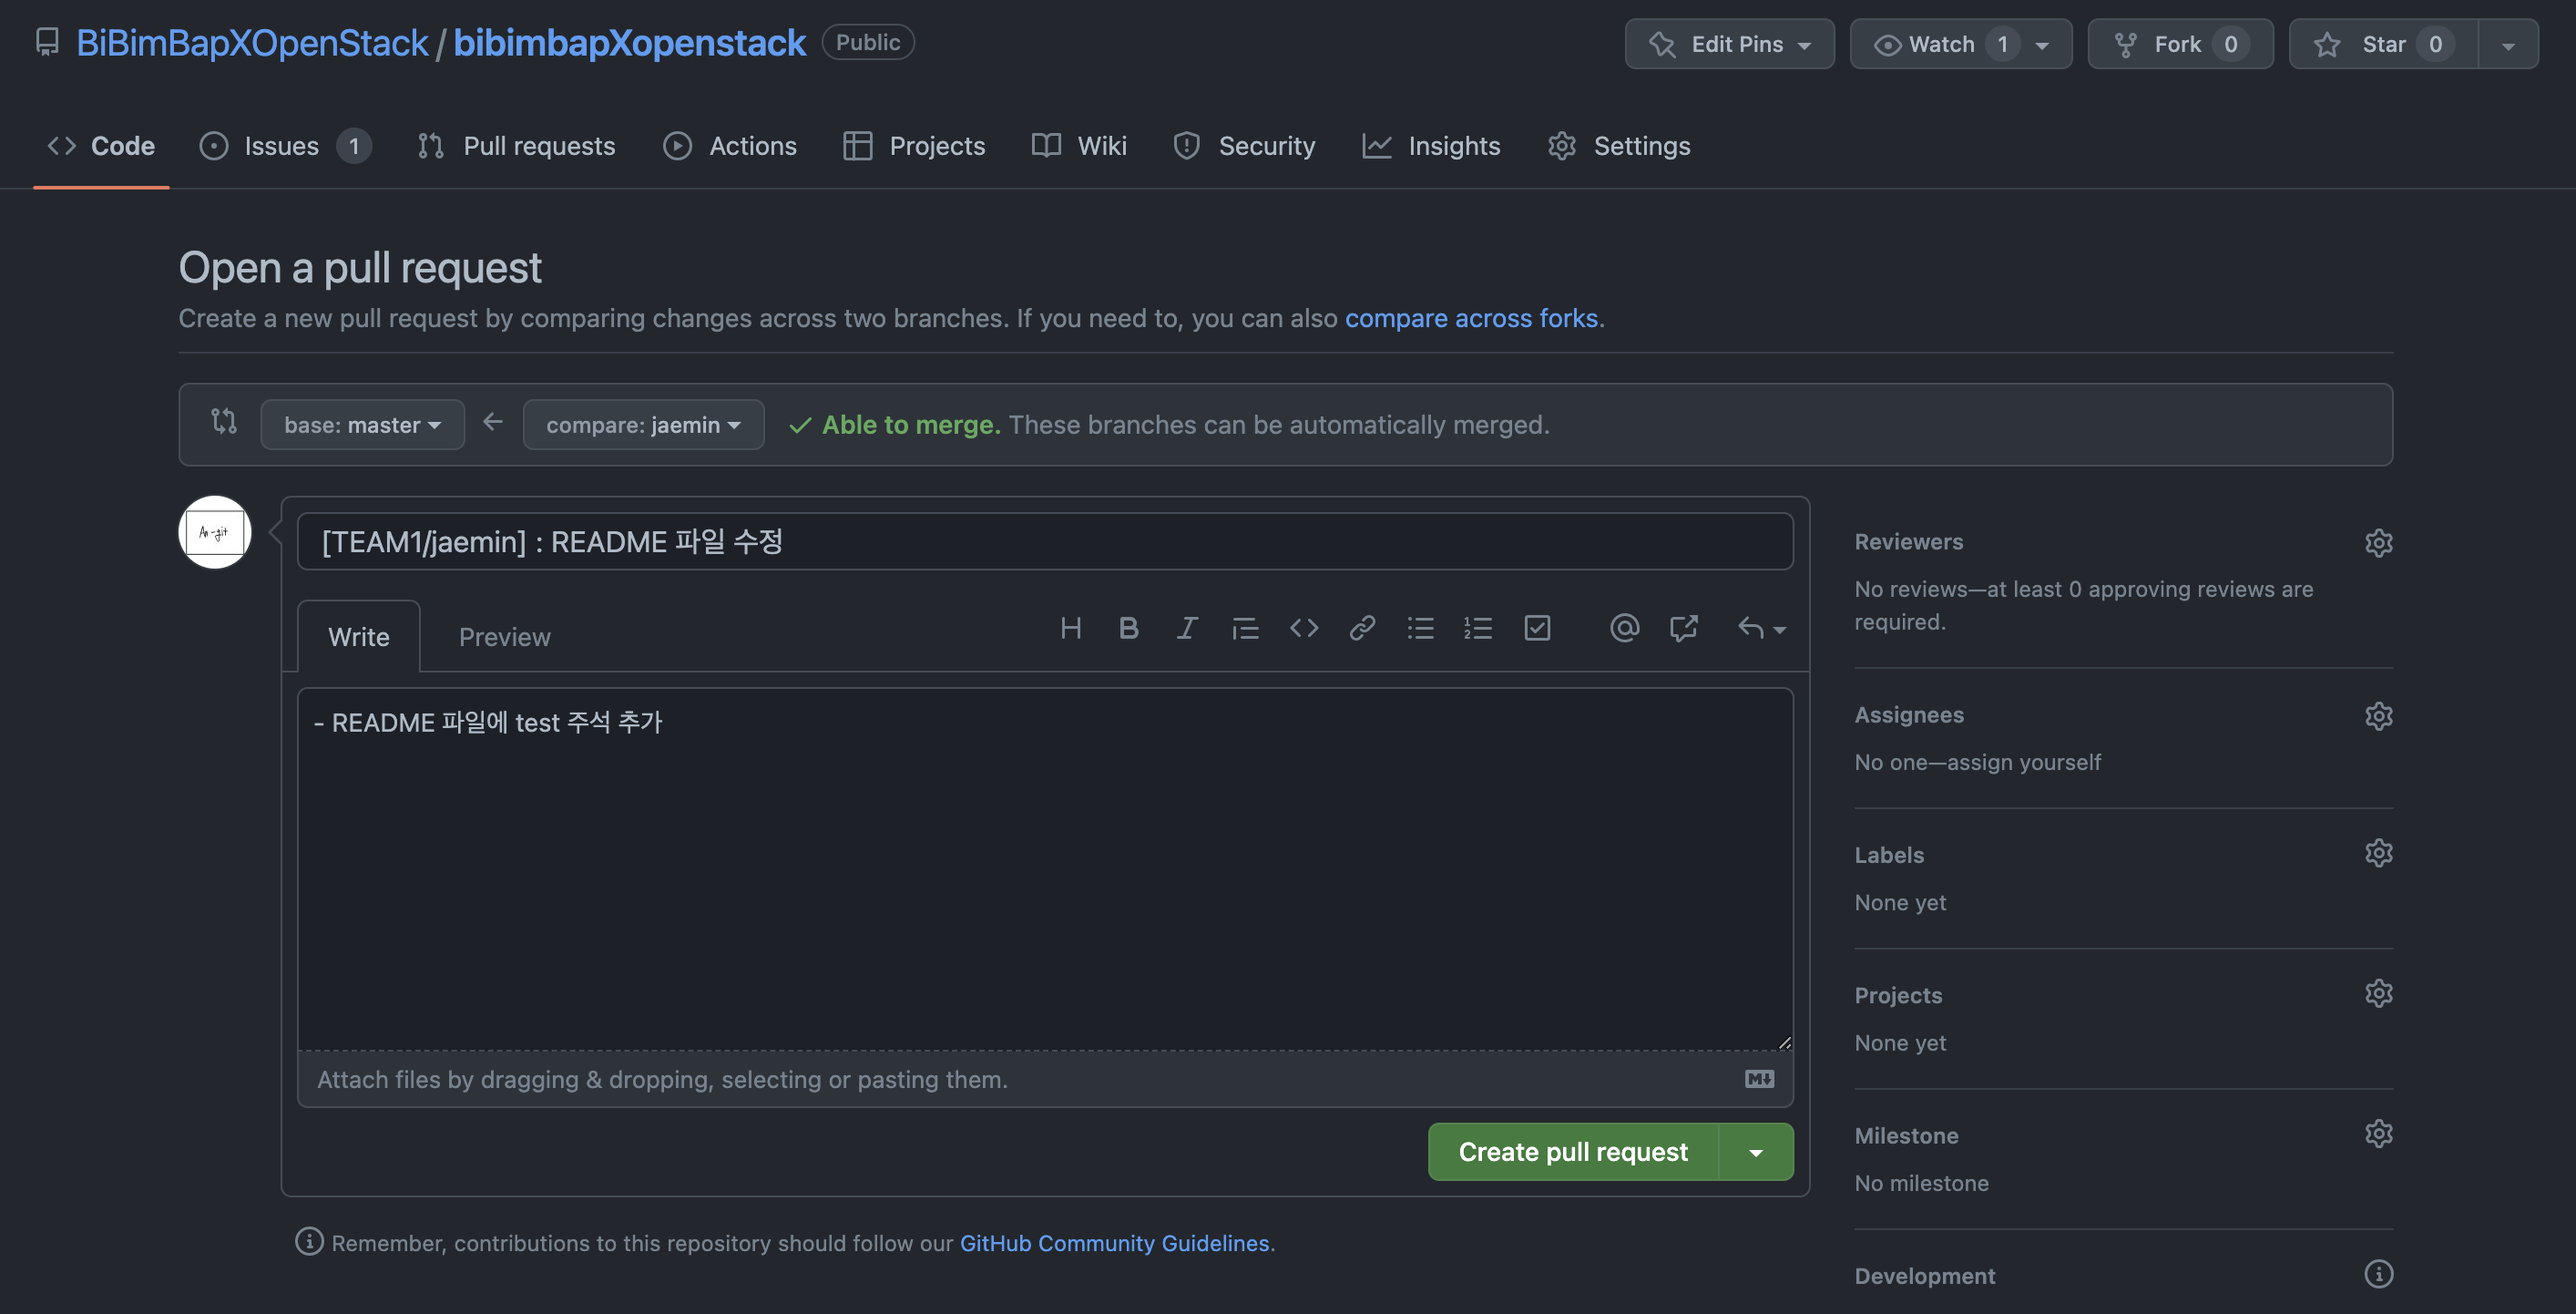 BiBimBapXOpenStack / bibimbapXopenstack Public
Edit Pins Watch 1 Fork 0 Star 0
Code Issues 1 Pull requests Actions Projects Wiki Security Insights Settings
Open a pull request
Create a new pull request by comparing changes across two branches. If you need to, you can also compare across forks.
base: master compare: jaemin Able to merge. These branches can be automatically merged.
An-git
[TEAM1/jaemin] : README 파일 수정
Write Preview
- README 파일에 test 주석 추가
Attach files by dragging & dropping, selecting or pasting them.
Create pull request
Remember, contributions to this repository should follow our GitHub Community Guidelines.
Reviewers
No reviews—at least 0 approving reviews are
required.
Assignees
No one—assign yourself
Labels
None yet
Projects
None yet
Milestone
No milestone
Development